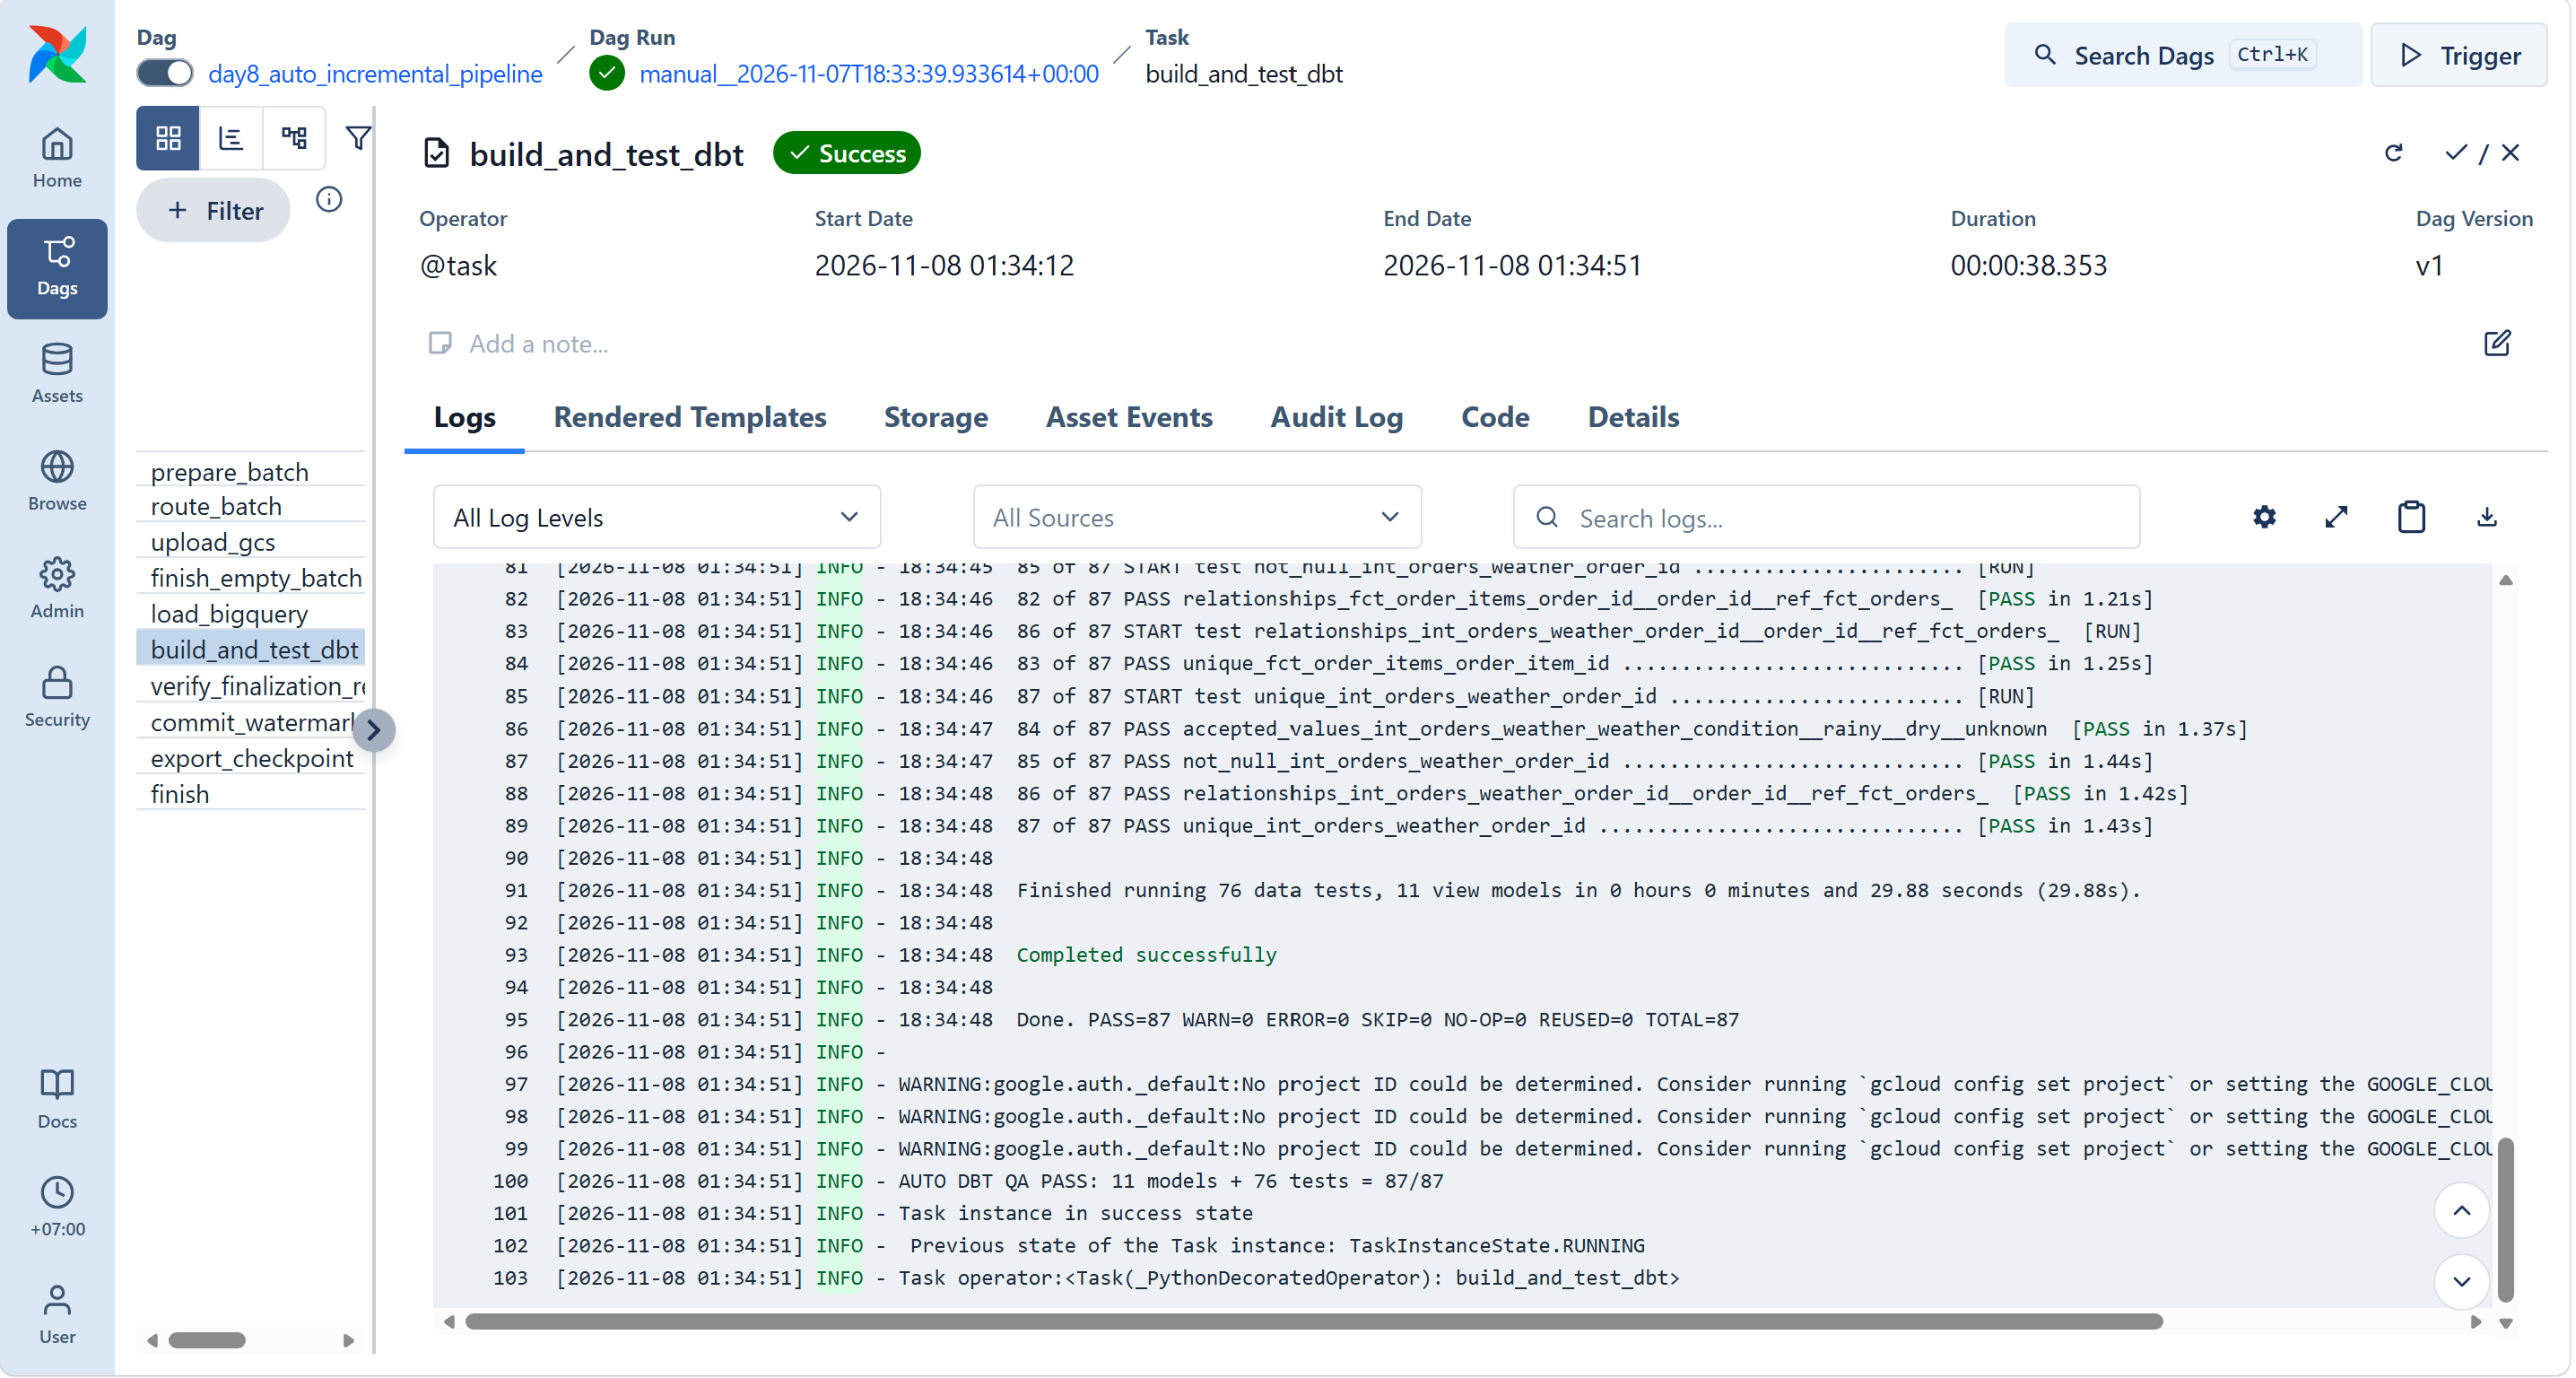 Dag
day8_auto_incremental_pipeline
Dag Run
manual__2026-11-07T18:33:39.933614+00:00
Task
build_and_test_dbt
Search Dags Ctrl+K
Trigger
Home
Dags
Assets
Browse
Admin
Security
Docs
+07:00
User
+ Filter
prepare_batch
route_batch
upload_gcs
finish_empty_batch
load_bigquery
build_and_test_dbt
verify_finalization_re
commit_watermark
export_checkpoint
finish
build_and_test_dbt Success
/
Operator Start Date End Date Duration Dag Version
@task 2026-11-08 01:34:12 2026-11-08 01:34:51 00:00:38.353 v1
Add a note...
Logs Rendered Templates Storage Asset Events Audit Log Code Details
All Log Levels All Sources Search logs...
81 [2026-11-08 01:34:51] INFO - 18:34:45 85 of 87 START test not_null_int_orders_weather_order_id ....................... [RUN]
82 [2026-11-08 01:34:51] INFO - 18:34:46 82 of 87 PASS relationships_fct_order_items_order_id__order_id__ref_fct_orders_ [PASS in 1.21s]
83 [2026-11-08 01:34:51] INFO - 18:34:46 86 of 87 START test relationships_int_orders_weather_order_id__order_id__ref_fct_orders_ [RUN]
84 [2026-11-08 01:34:51] INFO - 18:34:46 83 of 87 PASS unique_fct_order_items_order_item_id ............................. [PASS in 1.25s]
85 [2026-11-08 01:34:51] INFO - 18:34:46 87 of 87 START test unique_int_orders_weather_order_id ......................... [RUN]
86 [2026-11-08 01:34:51] INFO - 18:34:47 84 of 87 PASS accepted_values_int_orders_weather_weather_condition__rainy__dry__unknown [PASS in 1.37s]
87 [2026-11-08 01:34:51] INFO - 18:34:47 85 of 87 PASS not_null_int_orders_weather_order_id ............................. [PASS in 1.44s]
88 [2026-11-08 01:34:51] INFO - 18:34:48 86 of 87 PASS relationships_int_orders_weather_order_id__order_id__ref_fct_orders_ [PASS in 1.42s]
89 [2026-11-08 01:34:51] INFO - 18:34:48 87 of 87 PASS unique_int_orders_weather_order_id ............................... [PASS in 1.43s]
90 [2026-11-08 01:34:51] INFO - 18:34:48
91 [2026-11-08 01:34:51] INFO - 18:34:48 Finished running 76 data tests, 11 view models in 0 hours 0 minutes and 29.88 seconds (29.88s).
92 [2026-11-08 01:34:51] INFO - 18:34:48
93 [2026-11-08 01:34:51] INFO - 18:34:48 Completed successfully
94 [2026-11-08 01:34:51] INFO - 18:34:48
95 [2026-11-08 01:34:51] INFO - 18:34:48 Done. PASS=87 WARN=0 ERROR=0 SKIP=0 NO-OP=0 REUSED=0 TOTAL=87
96 [2026-11-08 01:34:51] INFO -
97 [2026-11-08 01:34:51] INFO - WARNING:google.auth._default:No project ID could be determined. Consider running `gcloud config set project` or setting the GOOGLE_CLOU
98 [2026-11-08 01:34:51] INFO - WARNING:google.auth._default:No project ID could be determined. Consider running `gcloud config set project` or setting the GOOGLE_CLOU
99 [2026-11-08 01:34:51] INFO - WARNING:google.auth._default:No project ID could be determined. Consider running `gcloud config set project` or setting the GOOGLE_CLOU
100 [2026-11-08 01:34:51] INFO - AUTO DBT QA PASS: 11 models + 76 tests = 87/87
101 [2026-11-08 01:34:51] INFO - Task instance in success state
102 [2026-11-08 01:34:51] INFO -  Previous state of the Task instance: TaskInstanceState.RUNNING
103 [2026-11-08 01:34:51] INFO - Task operator:<Task(_PythonDecoratedOperator): build_and_test_dbt>